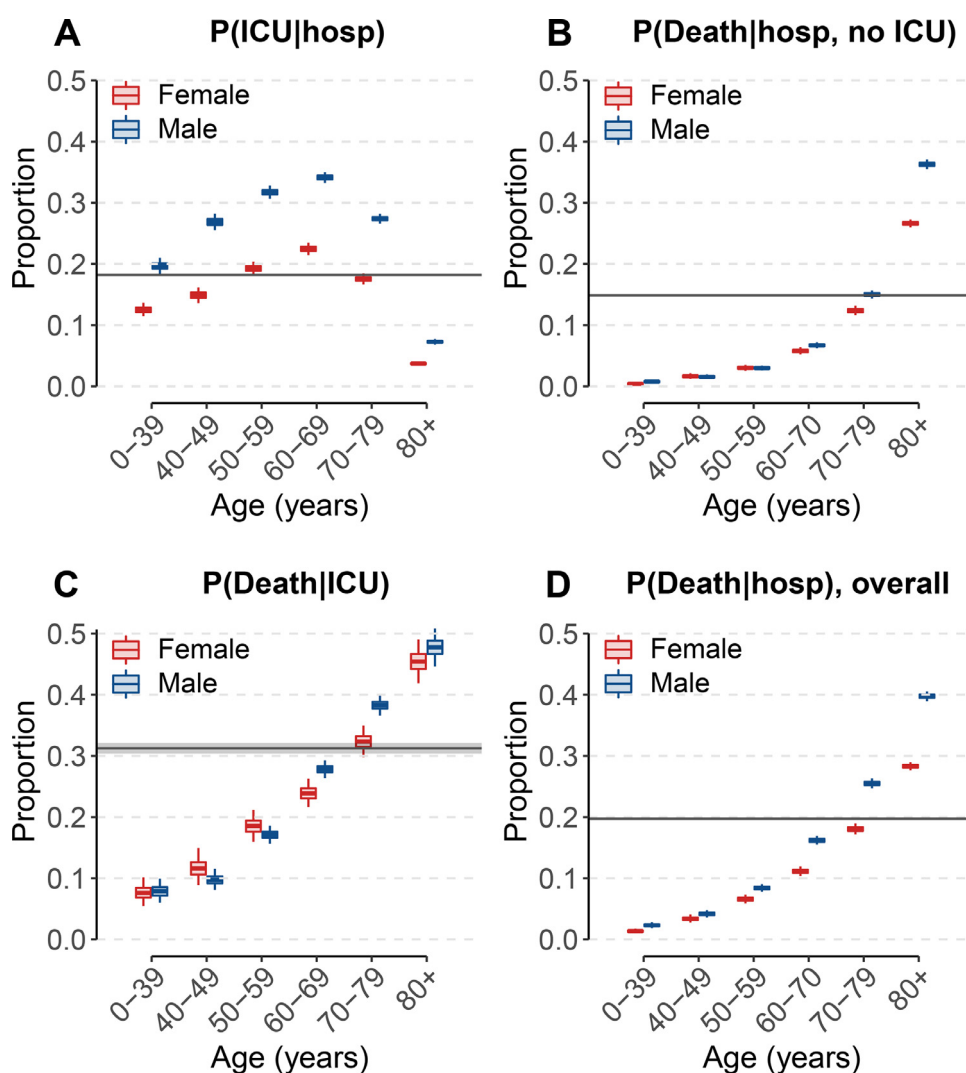 A P(ICU|hosp)
Proportion
0.5
0.4
0.3
0.2
0.1
0.0
Female
Male
0−39
40−49
50−59
60−69
70−79
80+
Age (years)
B P(Death|hosp, no ICU)
Proportion
0.5
0.4
0.3
0.2
0.1
0.0
Female
Male
0−39
40−49
50−59
60−70
70−79
80+
Age (years)
C P(Death|ICU)
Proportion
0.5
0.4
0.3
0.2
0.1
0.0
Female
Male
0−39
40−49
50−59
60−69
70−79
80+
Age (years)
D P(Death|hosp), overall
Proportion
0.5
0.4
0.3
0.2
0.1
0.0
Female
Male
0−39
40−49
50−59
60−70
70−79
80+
Age (years)